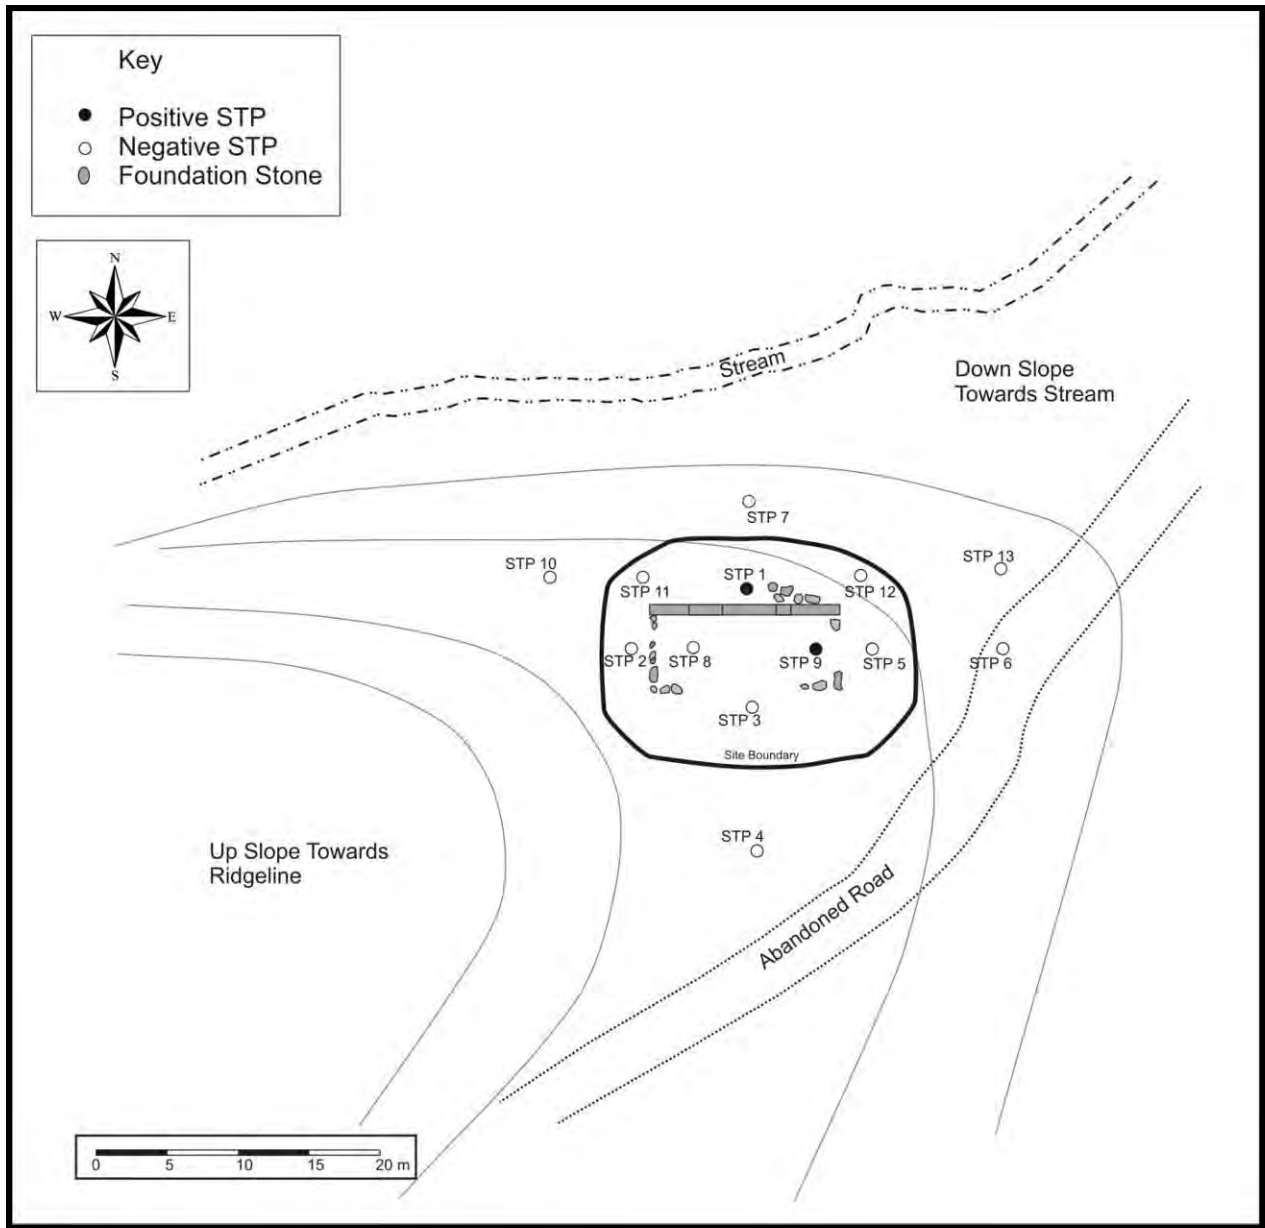 Key
Positive STP
Negative STP
Foundation Stone
N
W E
S
Stream
Down Slope
Towards Stream
STP 7
STP 10
STP 13
STP 1
STP 11
STP 12
STP 2
STP 8
STP 9
STP 5
STP 6
STP 3
Site Boundary
STP 4
Up Slope Towards
Ridgeline
Abandoned Road
0 5 10 15 20 m